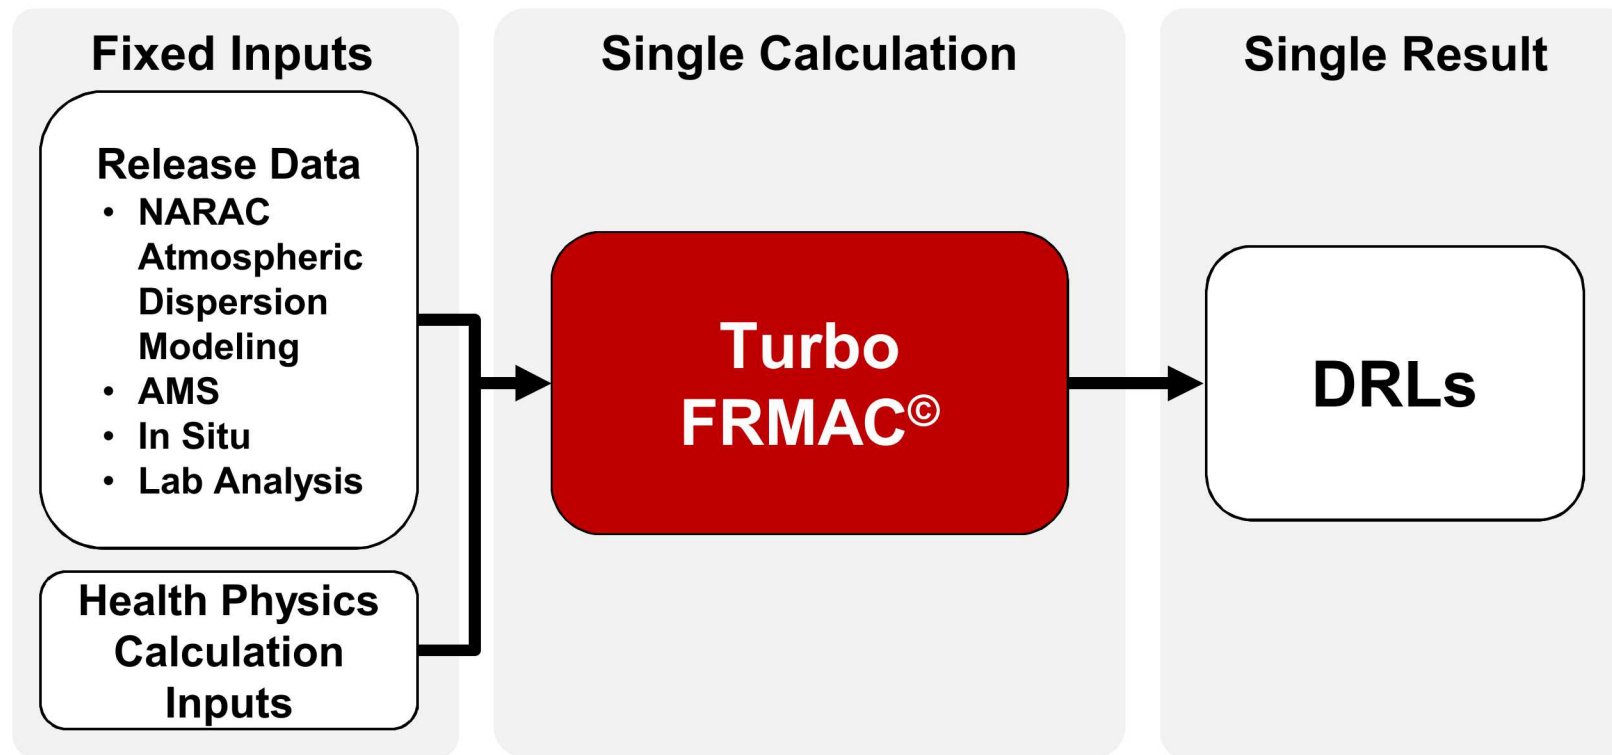 Fixed Inputs
Release Data
• NARAC
Atmospheric
Dispersion
Modeling
• AMS
• In Situ
• Lab Analysis
Health Physics
Calculation
Inputs
Single Calculation
Turbo
FRMAC©
Single Result
DRLs